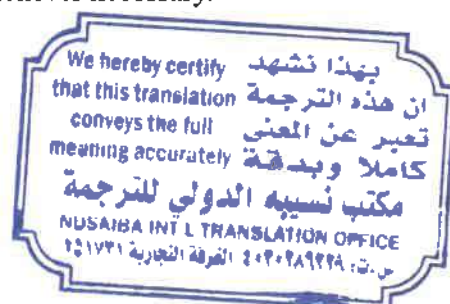 necessary.
We hereby certify بهذا نشهد
that this translation ان هذه الترجمة
conveys the full تعبر عن المعنى
meaning accurately كاملا وبدقة
مكتب نسيبه الدولي للترجمة
NUSAIBA INT L TRANSLATION OFFICE
س.ت: الغرفة التجارية